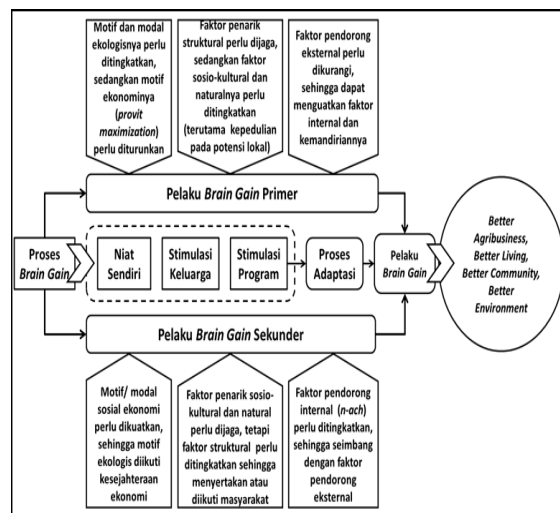 Motif dan modal
ekologisnya perlu
ditingkatkan,
sedangkan motif
ekonominya
(provit
maximization)
perlu diturunkan
Faktor penarik
struktural perlu dijaga,
sedangkan faktor
sosio-kultural dan
naturalnya perlu
ditingkatkan
(terutama kepedulian
pada potensi lokal)
Faktor pendorong
eksternal perlu
dikurangi,
sehingga dapat
menguatkan faktor
internal dan
kemandiriannya
Pelaku Brain Gain Primer
Proses
Brain Gain
Niat
Sendiri
Stimulasi
Keluarga
Stimulasi
Program
Proses
Adaptasi
Pelaku
Brain Gain
Better
Agribusiness,
Better Living,
Better Community,
Better
Environment
Pelaku Brain Gain Sekunder
Motif/ modal
sosial ekonomi
perlu dikuatkan,
sehingga motif
ekologis diikuti
kesejahteraan
ekonomi
Faktor penarik sosio-
kultural dan natural
perlu dijaga, tetapi
faktor struktural perlu
ditingkatkan sehingga
menyertakan atau
diikuti masyarakat
Faktor pendorong
internal (n-ach)
perlu ditingkatkan,
sehingga seimbang
dengan faktor
pendorong
eksternal